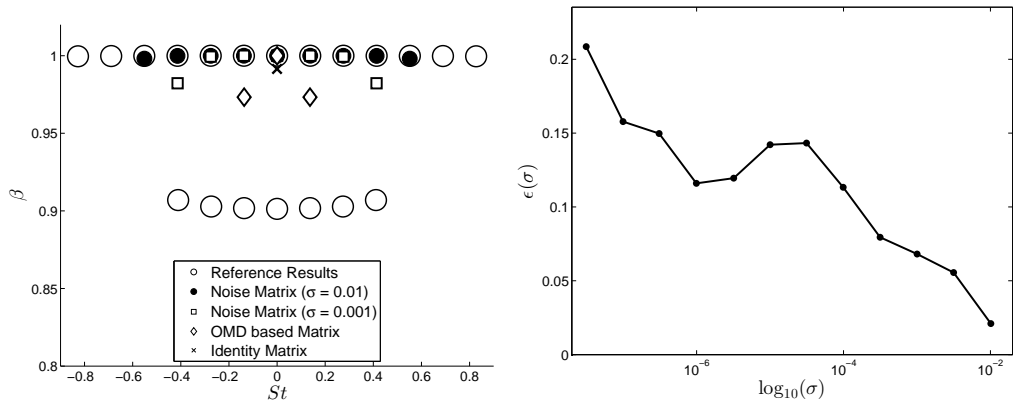 1
0.95
0.9
0.85
0.8
β
Reference Results
Noise Matrix (σ = 0.01)
Noise Matrix (σ = 0.001)
OMD based Matrix
Identity Matrix
−0.8 −0.6 −0.4 −0.2 0 0.2 0.4 0.6 0.8
St
0.2
0.15
0.1
0.05
0
ϵ(σ)
10⁻⁶ 10⁻⁴ 10⁻²
log₁₀(σ)